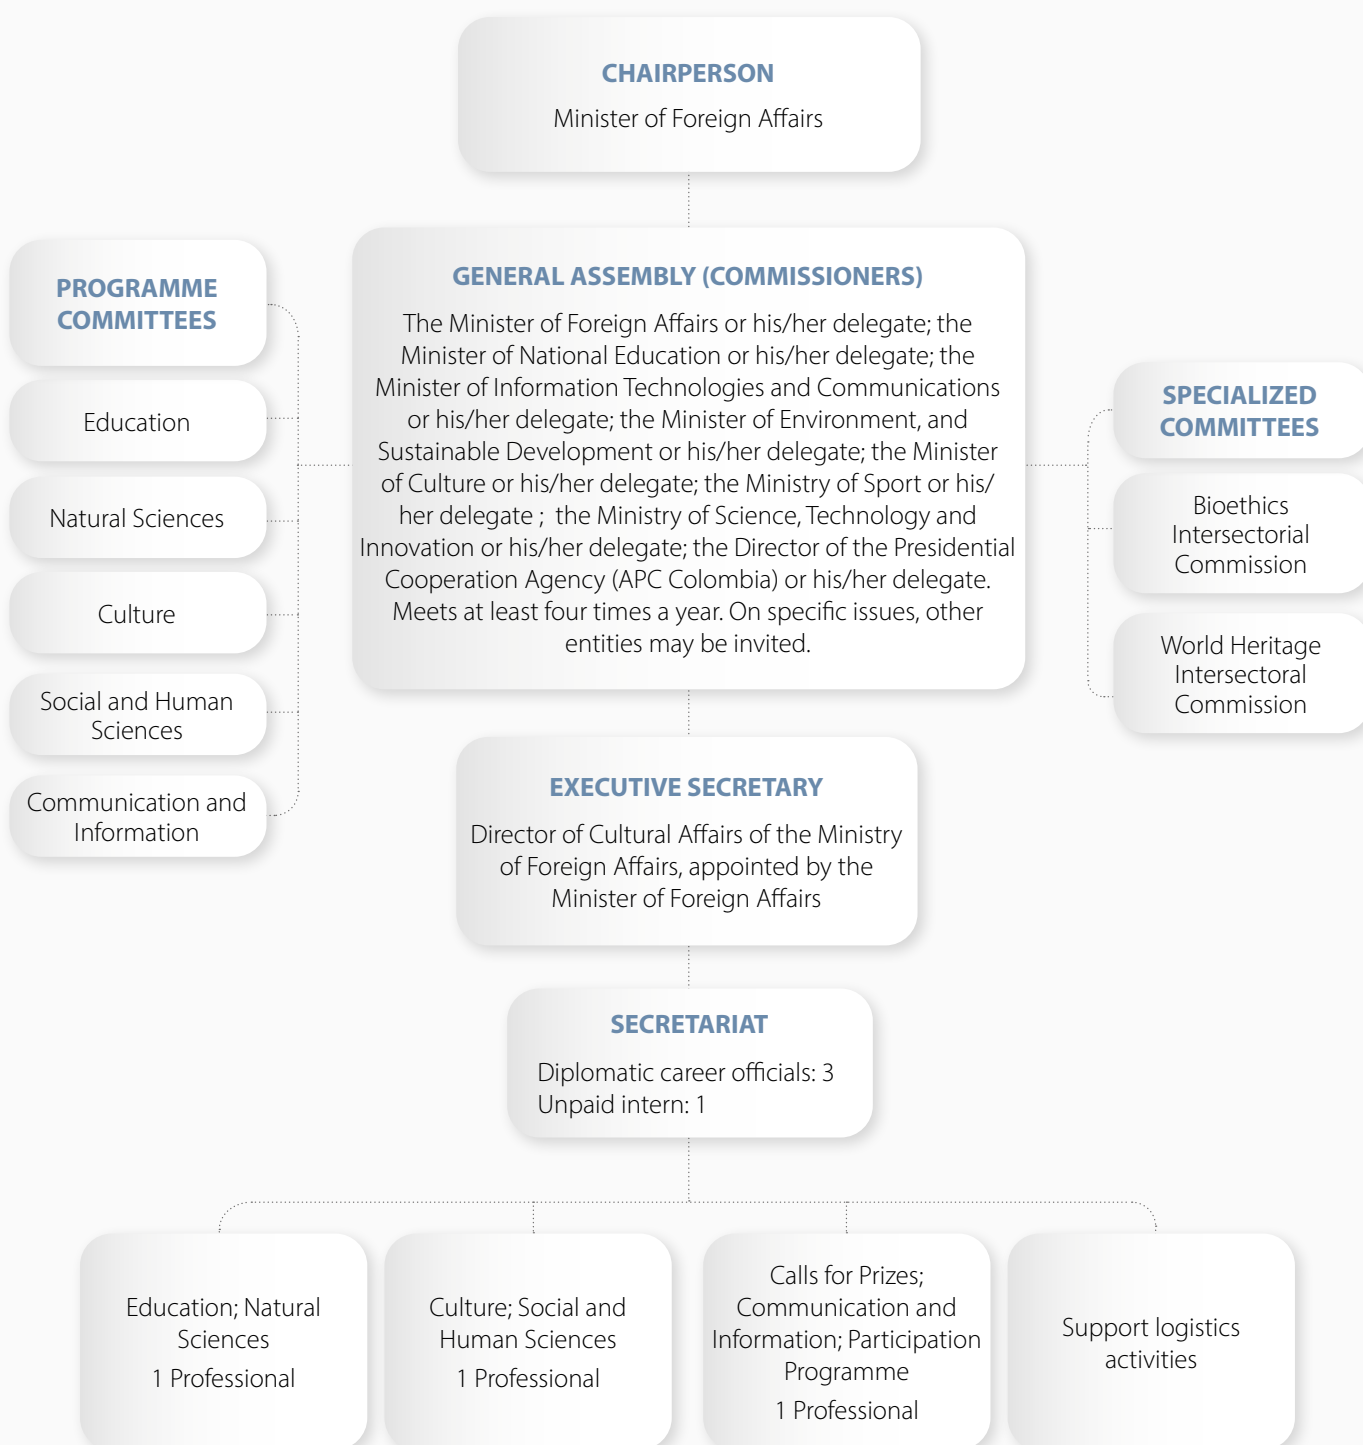 CHAIRPERSON
Minister of Foreign Affairs
PROGRAMME
COMMITTEES
Education
Natural Sciences
Culture
Social and Human
Sciences
Communication and
Information
GENERAL ASSEMBLY (COMMISSIONERS)
The Minister of Foreign Affairs or his/her delegate; the
Minister of National Education or his/her delegate; the
Minister of Information Technologies and Communications
or his/her delegate; the Minister of Environment, and
Sustainable Development or his/her delegate; the Minister
of Culture or his/her delegate; the Ministry of Sport or his/
her delegate ; the Ministry of Science, Technology and
Innovation or his/her delegate; the Director of the Presidential
Cooperation Agency (APC Colombia) or his/her delegate.
Meets at least four times a year. On specific issues, other
entities may be invited.
SPECIALIZED
COMMITTEES
Bioethics
Intersectorial
Commission
World Heritage
Intersectoral
Commission
EXECUTIVE SECRETARY
Director of Cultural Affairs of the Ministry
of Foreign Affairs, appointed by the
Minister of Foreign Affairs
SECRETARIAT
Diplomatic career officials: 3
Unpaid intern: 1
Education; Natural
Sciences
1 Professional
Culture; Social and
Human Sciences
1 Professional
Calls for Prizes;
Communication and
Information; Participation
Programme
1 Professional
Support logistics
activities